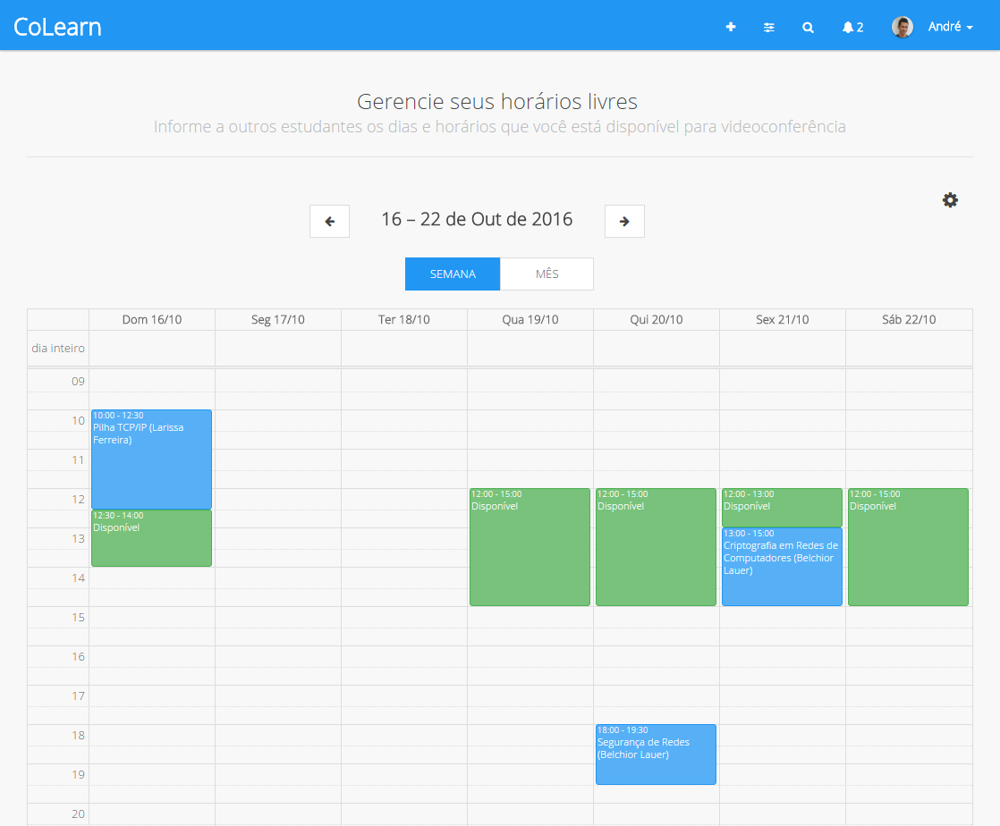 CoLearn
2
André
Gerencie seus horários livres
Informe a outros estudantes os dias e horários que você está disponível para videoconferência
16 – 22 de Out de 2016
SEMANA MÊS
Dom 16/10 Seg 17/10 Ter 18/10 Qua 19/10 Qui 20/10 Sex 21/10 Sáb 22/10
dia inteiro
09
10
11
12
13
14
15
16
17
18
19
20
10:00 - 12:30
Pilha TCP/IP (Larissa
Ferreira)
12:30 - 14:00
Disponível
12:00 - 15:00
Disponível
12:00 - 15:00
Disponível
18:00 - 19:30
Segurança de Redes
(Belchior Lauer)
12:00 - 13:00
Disponível
13:00 - 15:00
Criptografia em Redes de
Computadores (Belchior
Lauer)
12:00 - 15:00
Disponível